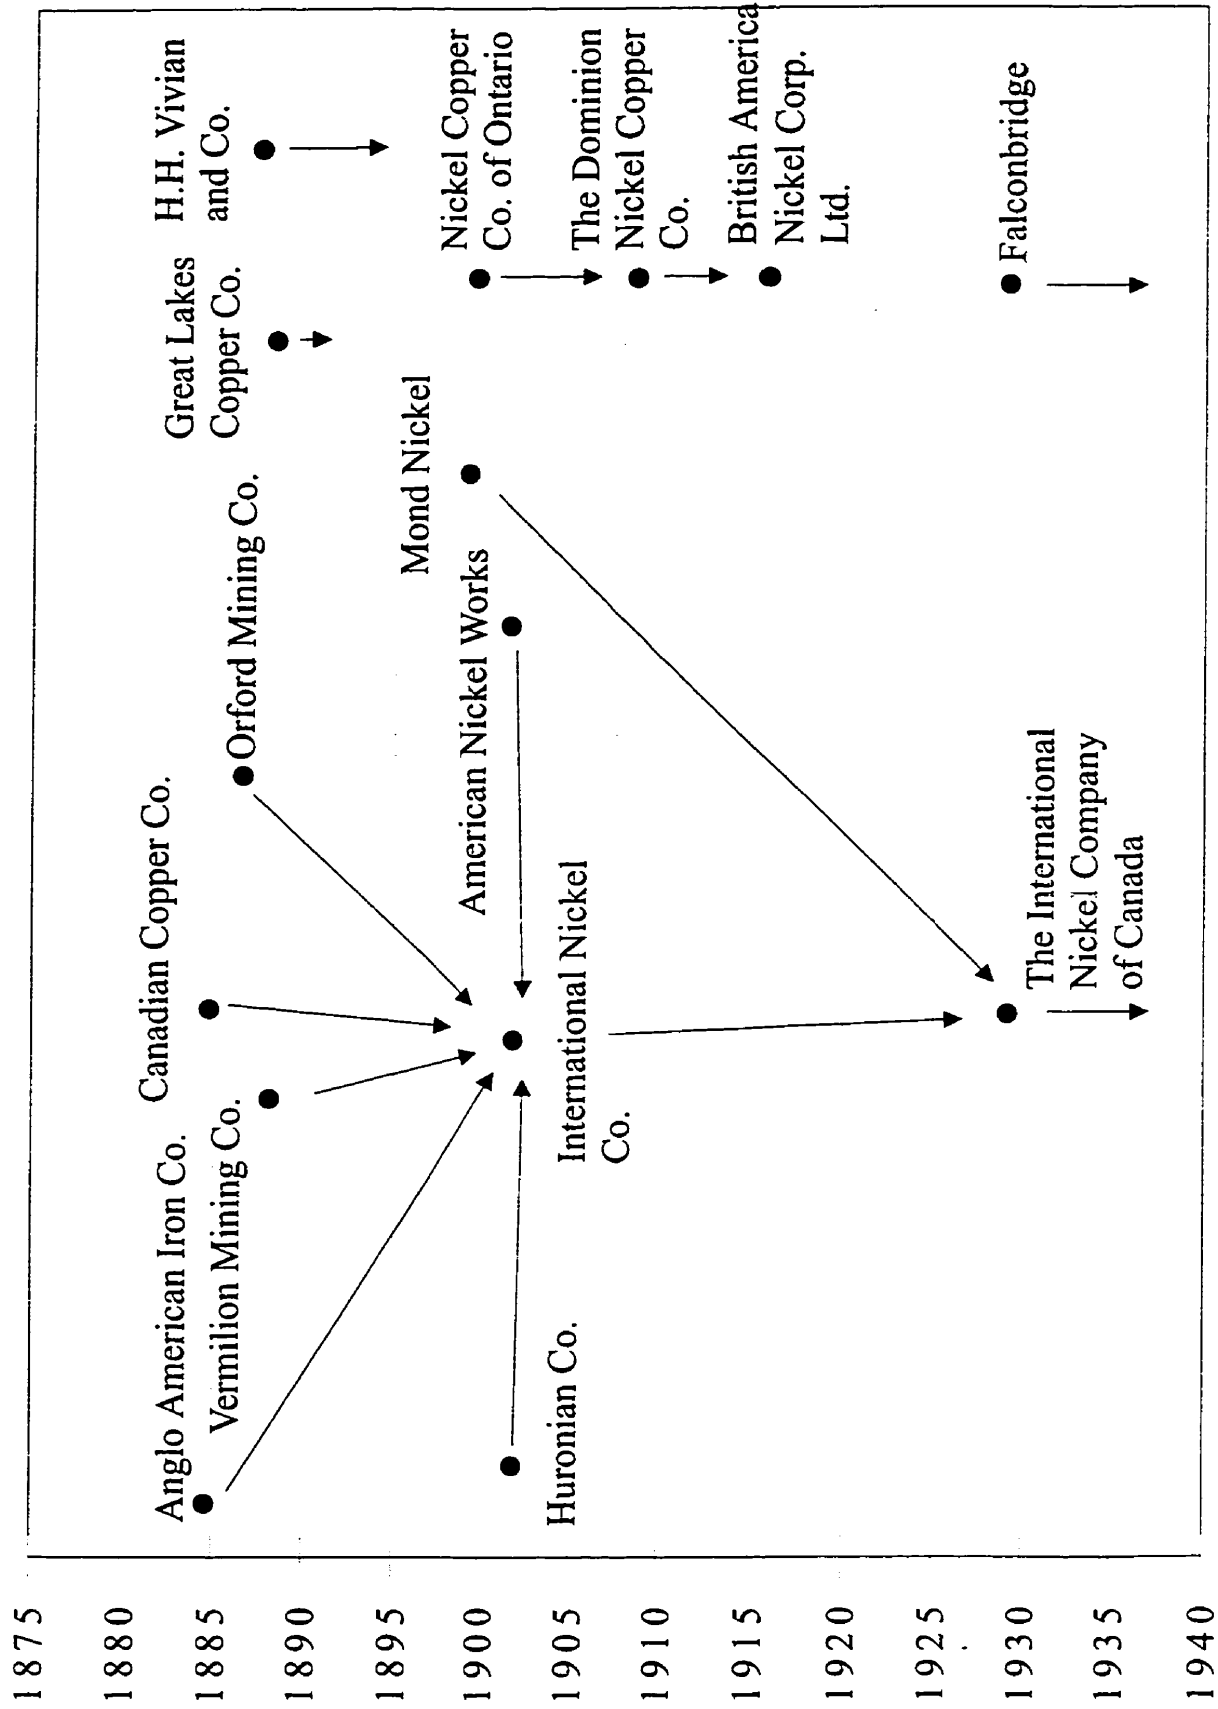 1875
1880
1885
1890
1895
1900
1905
1910
1915
1920
1925
1930
1935
1940
Anglo American Iron Co.
Vermilion Mining Co.
Canadian Copper Co.
Orford Mining Co.
Great Lakes
Copper Co.
H.H. Vivian
and Co.
Mond Nickel
American Nickel Works
Nickel Copper
Co. of Ontario
The Dominion
Nickel Copper
Co.
British America
Nickel Corp.
Ltd.
Huronian Co.
International Nickel
Co.
The International
Nickel Company
of Canada
Falconbridge